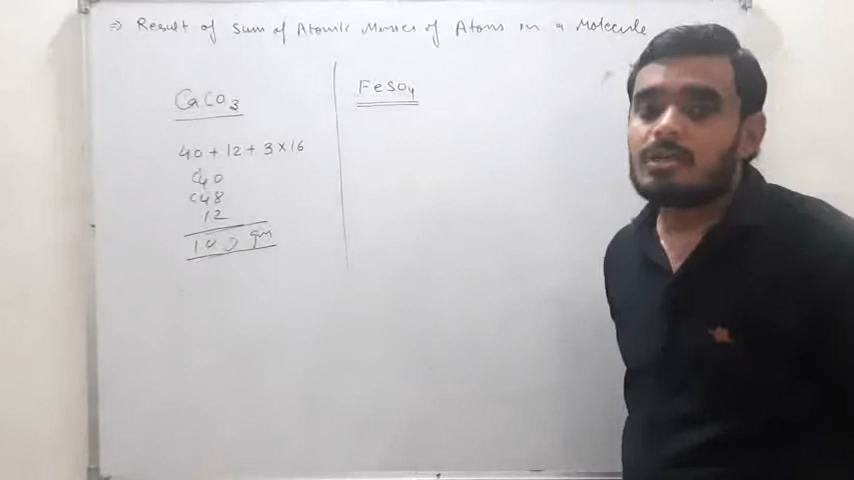 ⇒ Result of Sum of Atomic Masses of Atoms in a Molecule
CaCO₃
40 + 12 + 3×16
40
48
12
100 gm
FeSO₄